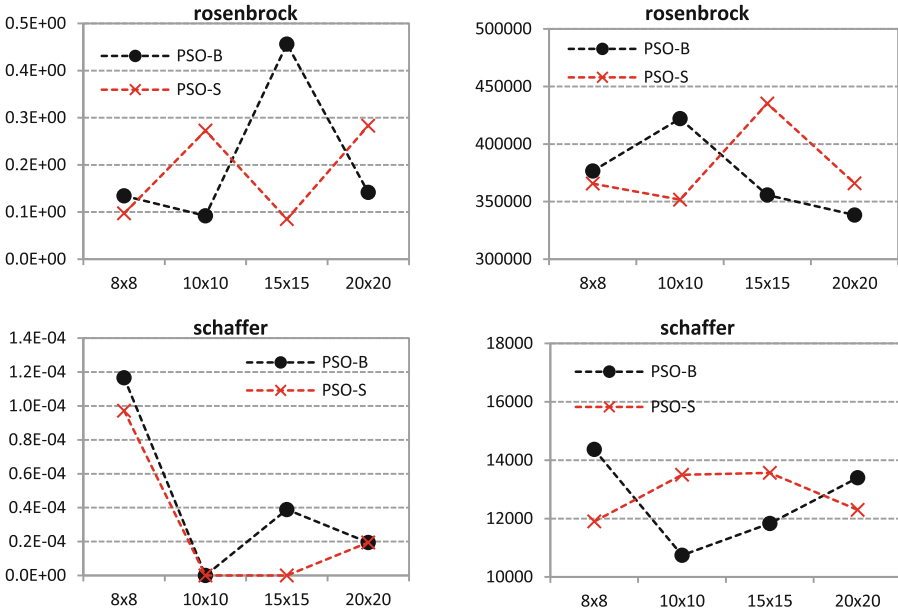 rosenbrock
0.5E+00
0.4E+00
0.3E+00
0.2E+00
0.1E+00
0.0E+00
PSO-B
PSO-S
8x8 10x10 15x15 20x20
rosenbrock
500000
450000
400000
350000
300000
PSO-B
PSO-S
8x8 10x10 15x15 20x20
schaffer
1.4E-04
1.2E-04
1.0E-04
0.8E-04
0.6E-04
0.4E-04
0.2E-04
0.0E+00
PSO-B
PSO-S
8x8 10x10 15x15 20x20
schaffer
18000
16000
14000
12000
10000
PSO-B
PSO-S
8x8 10x10 15x15 20x20